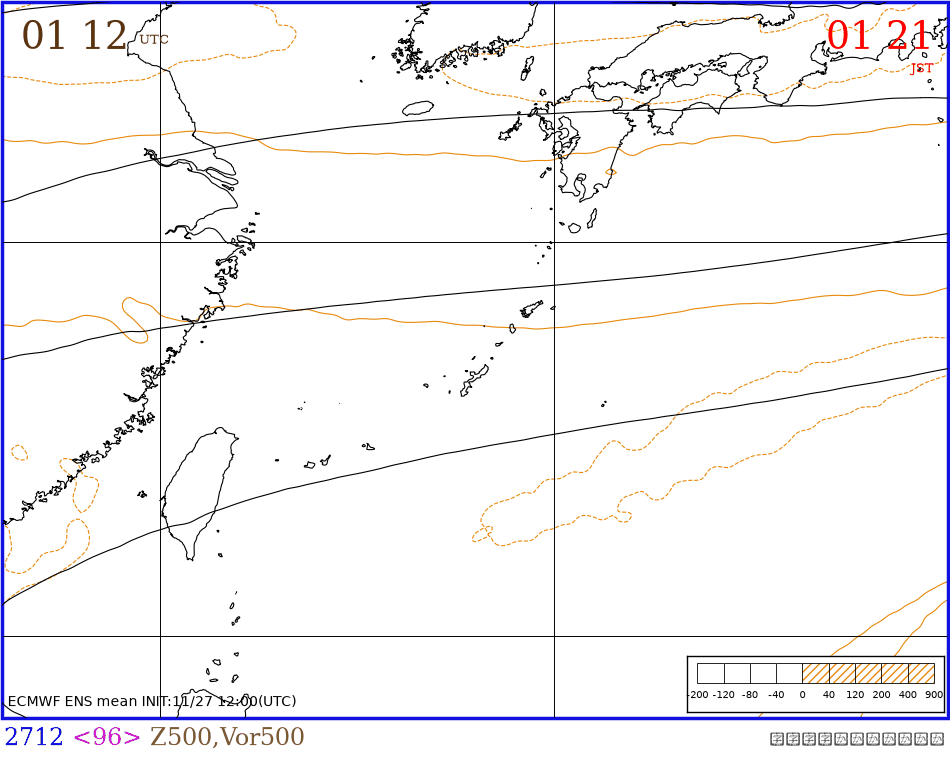 01 12 UTC
01 21
JST
ECMWF ENS mean INIT:11/27 12:00(UTC)
-200 -120 -80 -40 0 40 120 200 400 900
2712 <96> Z500,Vor500